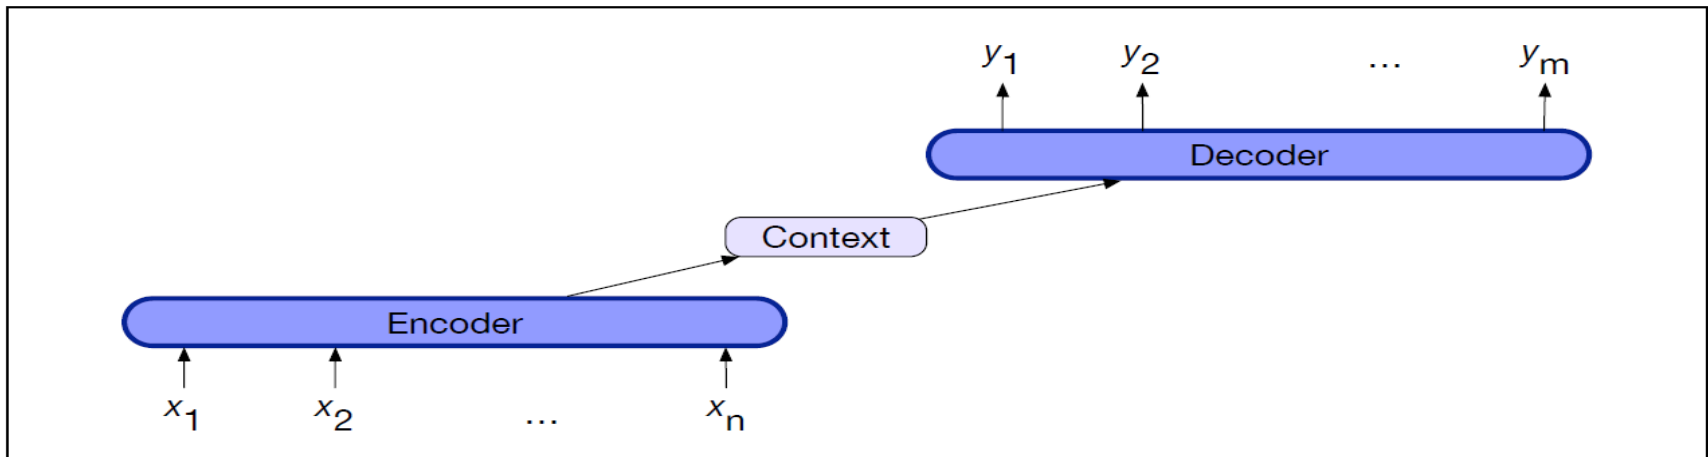 y1 y2 ... ym
Decoder
Context
Encoder
x1 x2 ... xn